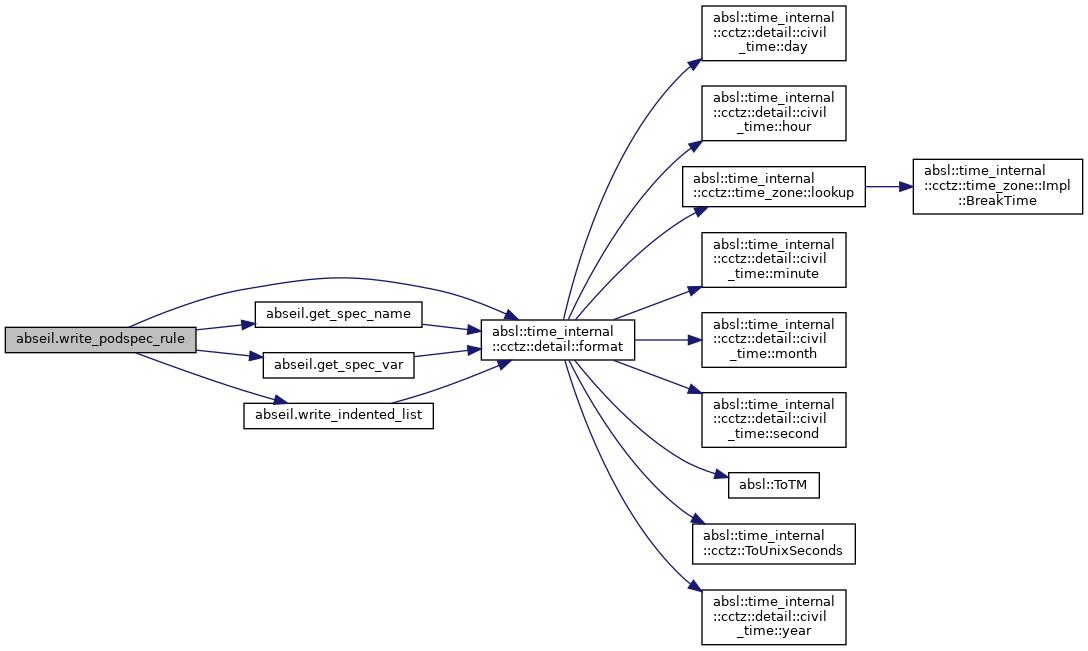 absl::time_internal
::cctz::detail::civil
_time::day
absl::time_internal
::cctz::detail::civil
_time::hour
absl::time_internal
::cctz::time_zone::lookup
absl::time_internal
::cctz::time_zone::Impl
::BreakTime
absl::time_internal
::cctz::detail::civil
_time::minute
abseil.write_podspec_rule
abseil.get_spec_name
abseil.get_spec_var
abseil.write_indented_list
absl::time_internal
::cctz::detail::format
absl::time_internal
::cctz::detail::civil
_time::month
absl::time_internal
::cctz::detail::civil
_time::second
absl::ToTM
absl::time_internal
::cctz::ToUnixSeconds
absl::time_internal
::cctz::detail::civil
_time::year